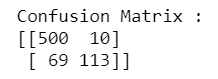 Confusion Matrix :
[[500  10]
 [ 69 113]]